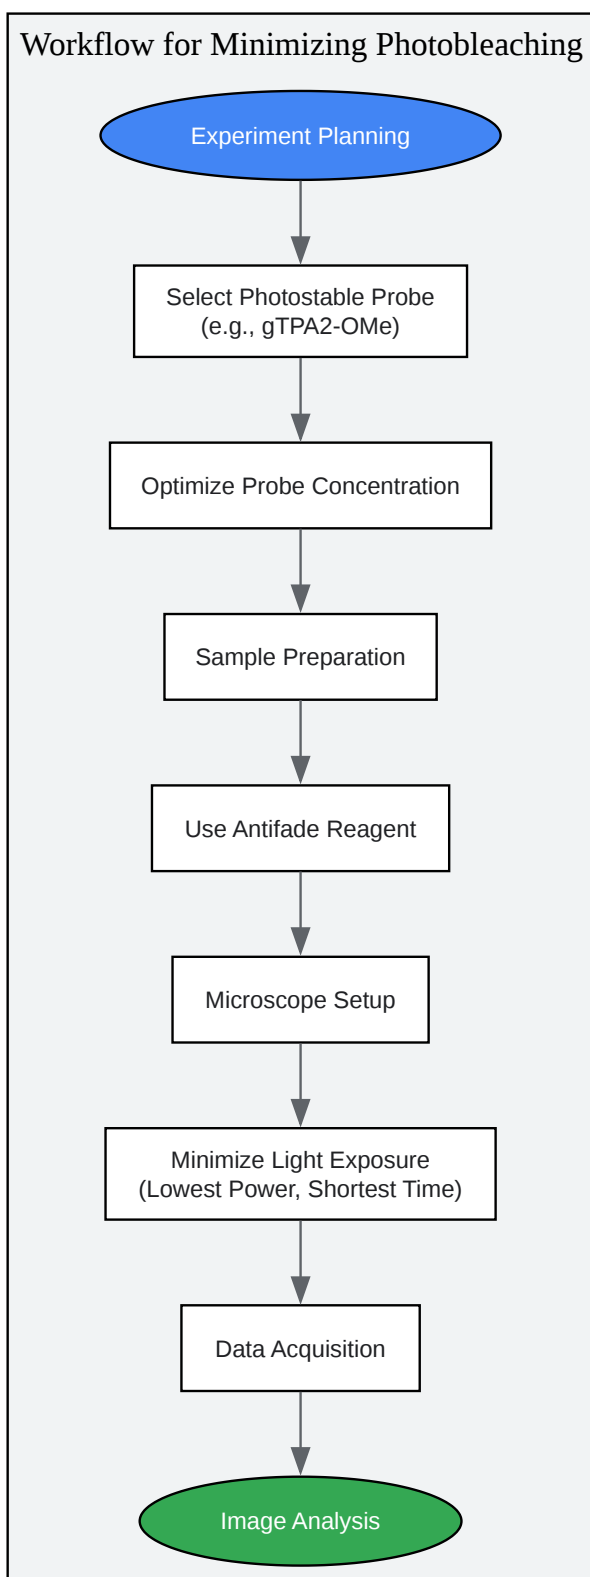 Workflow for Minimizing Photobleaching
Experiment Planning
Select Photostable Probe
(e.g., gTPA2-OMe)
Optimize Probe Concentration
Sample Preparation
Use Antifade Reagent
Microscope Setup
Minimize Light Exposure
(Lowest Power, Shortest Time)
Data Acquisition
Image Analysis